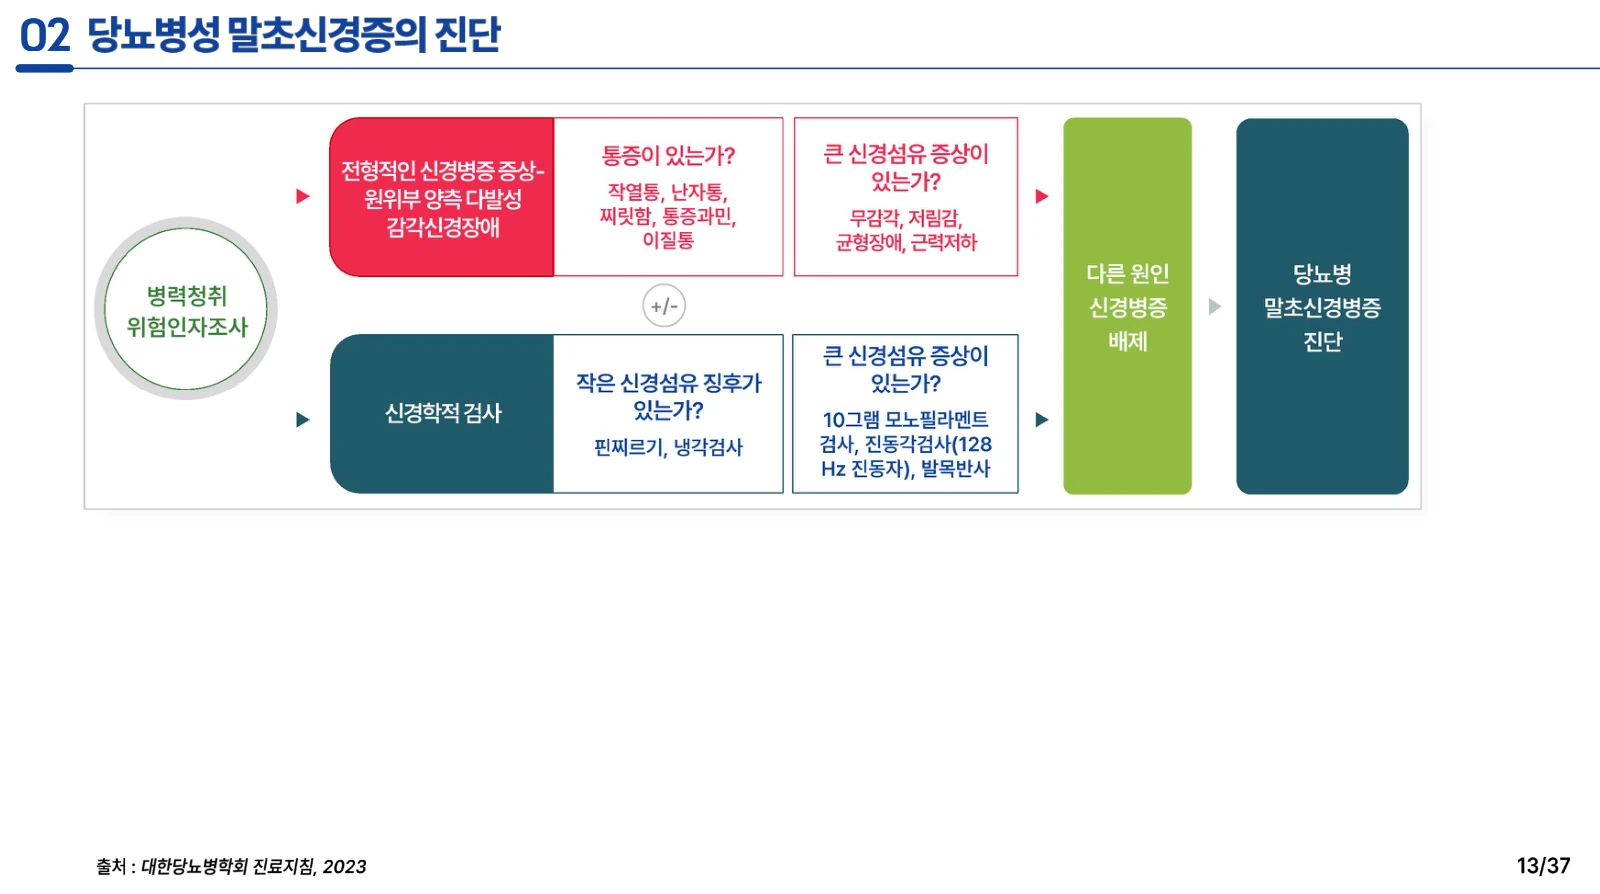 02 당뇨병성 말초신경증의 진단
병력청취
위험인자조사
전형적인 신경병증 증상-
원위부 양측 다발성
감각신경장애
통증이 있는가?
작열통, 난자통,
찌릿함, 통증과민,
이질통
큰 신경섬유 증상이
있는가?
무감각, 저림감,
균형장애, 근력저하
+/-
신경학적 검사
작은 신경섬유 징후가
있는가?
핀찌르기, 냉각검사
큰 신경섬유 증상이
있는가?
10그램 모노필라멘트
검사, 진동각검사(128
Hz 진동자), 발목반사
다른 원인
신경병증
배제
당뇨병
말초신경병증
진단
출처 : 대한당뇨병학회 진료지침, 2023
13/37